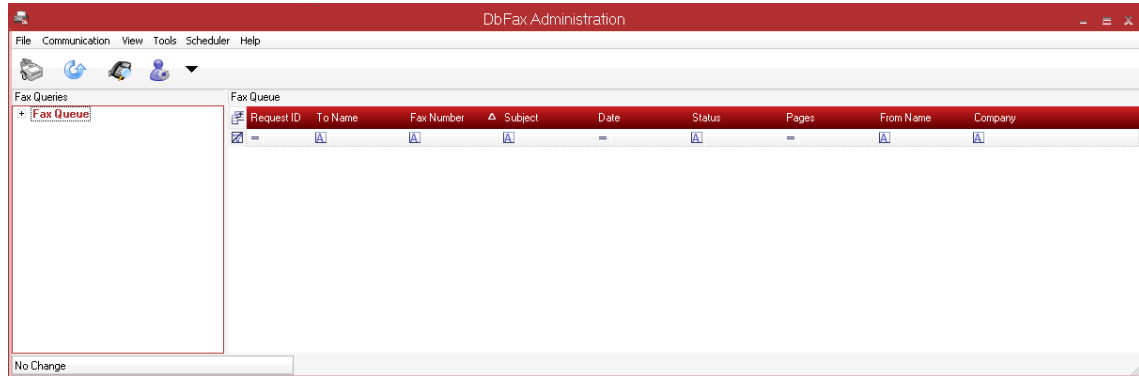 DbFax Administration
File Communication View Tools Scheduler Help
Fax Queries Fax Queue
Fax Queue Request ID To Name Fax Number Subject Date Status Pages From Name Company
= A A A = A = A A
No Change